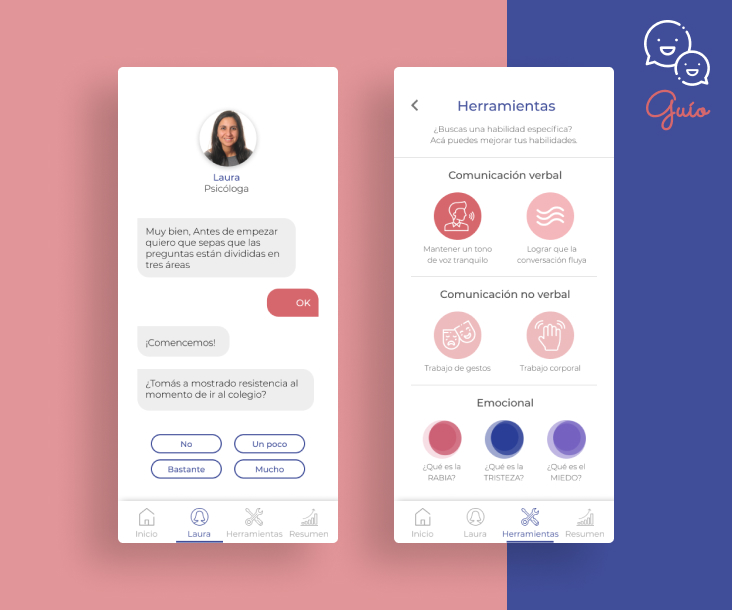 Guío
Laura
Psicóloga
Muy bien, Antes de empezar
quiero que sepas que las
preguntas están divididas en
tres áreas
OK
¡Comencemos!
¿Tomás a mostrado resistencia al
momento de ir al colegio?
No
Un poco
Bastante
Mucho
Inicio
Laura
Herramientas
Resumen
Herramientas
¿Buscas una habilidad específica?
Acá puedes mejorar tus habilidades.
Comunicación verbal
Mantener un tono
de voz tranquilo
Lograr que la
conversación fluya
Comunicación no verbal
Trabajo de gestos
Trabajo corporal
Emocional
¿Qué es la
RABIA?
¿Qué es la
TRISTEZA?
¿Qué es el
MIEDO?
Inicio
Laura
Herramientas
Resumen